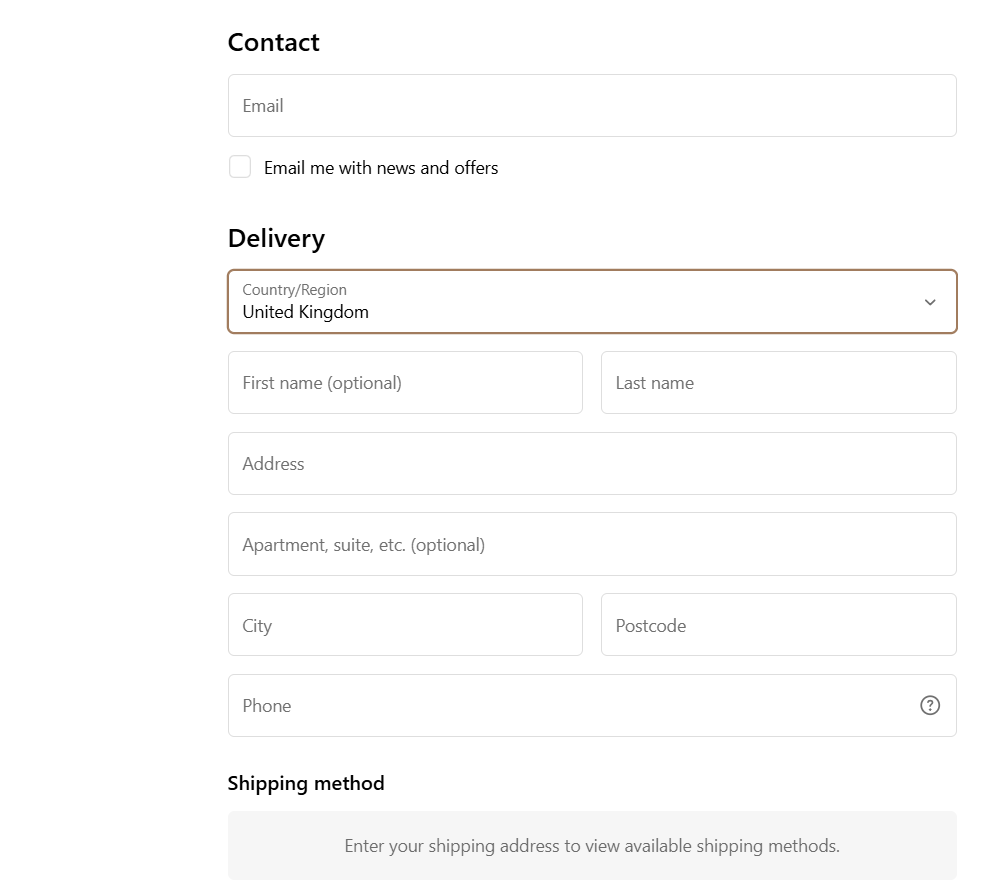 Contact
Email
Email me with news and offers
Delivery
Country/Region
United Kingdom
First name (optional)
Last name
Address
Apartment, suite, etc. (optional)
City
Postcode
Phone
?
Shipping method
Enter your shipping address to view available shipping methods.